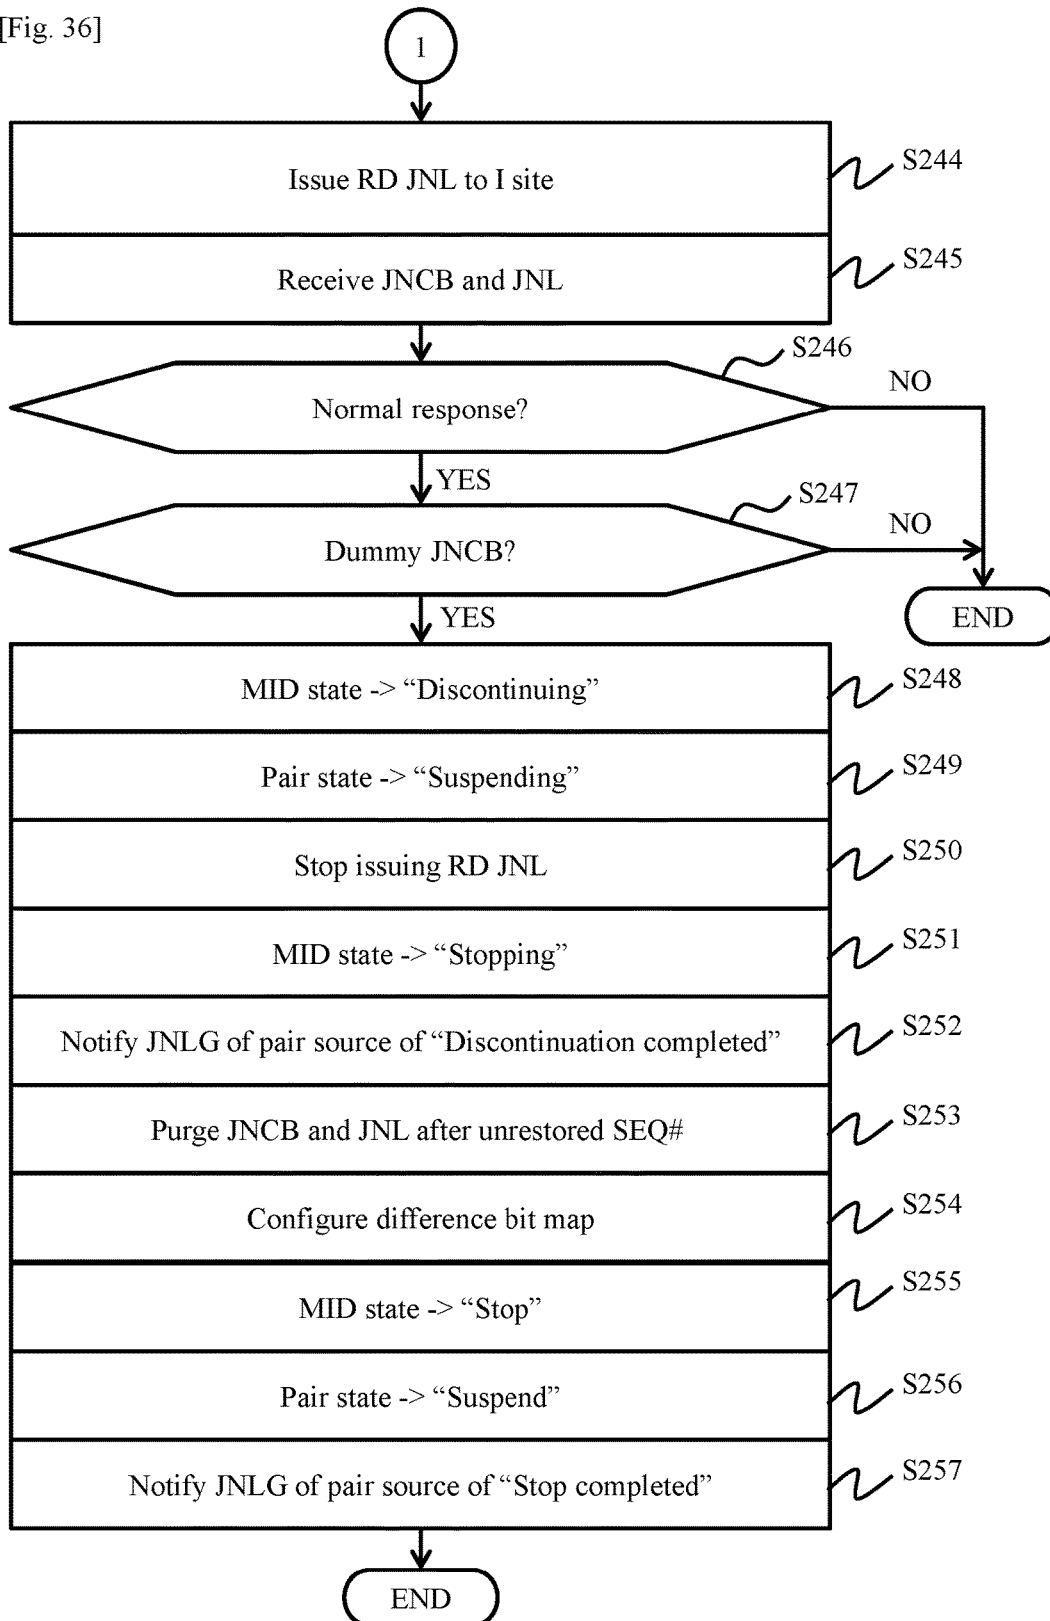 [Fig. 36]
1
Issue RD JNL to I site
S244
Receive JNCB and JNL
S245
S246
Normal response?
NO
YES
S247
Dummy JNCB?
NO
YES
END
MID state -> “Discontinuing”
S248
Pair state -> “Suspending”
S249
Stop issuing RD JNL
S250
MID state -> “Stopping”
S251
Notify JNLG of pair source of “Discontinuation completed”
S252
Purge JNCB and JNL after unrestored SEQ#
S253
Configure difference bit map
S254
MID state -> “Stop”
S255
Pair state -> “Suspend”
S256
Notify JNLG of pair source of “Stop completed”
S257
END